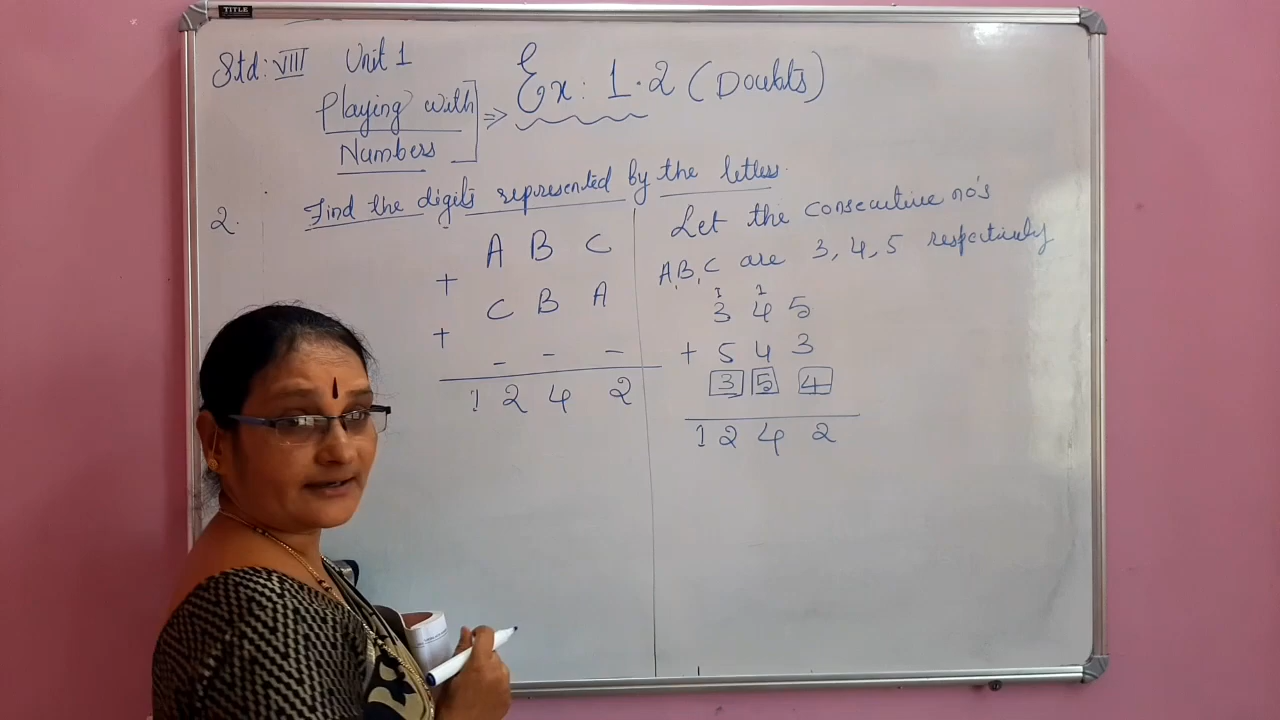 TITLE
Std: VIII Unit 1
Playing with
Numbers
⇒ Ex: 1.2 (Doubts)
2. Find the digits represented by the letters.
A B C
+ C B A
+ _ _ _
1 2 4 2
Let the consecutive no's
A, B, C are 3, 4, 5 respectively
1 1
3 4 5
+ 5 4 3
3 5 4
1 2 4 2